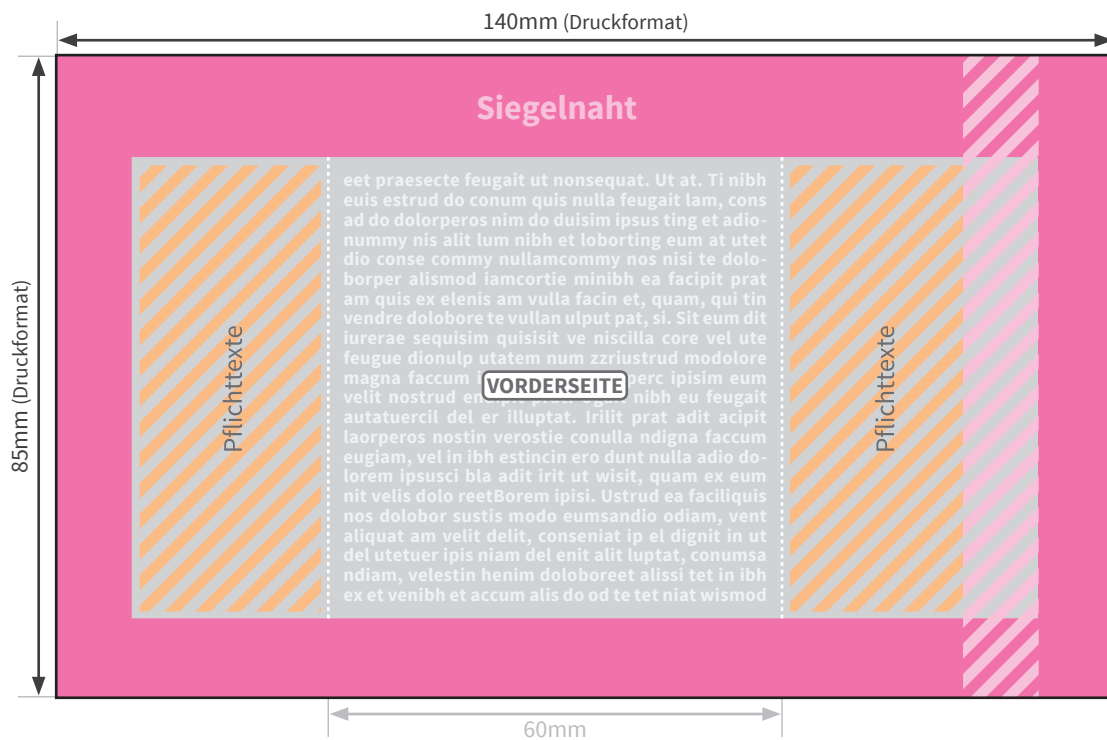 140mm (Druckformat)
Siegelnaht
85mm (Druckformat)
Pflichttexte
eet praesecte feugait ut nonsequat. Ut at. Ti nibh
euis estrud do conum quis nulla feugait lam, cons
ad do dolorperos nim do duisim ipsus ting et adio-
nummy nis alit lum nibh et loborting eum at utet
dio conse commy nullamcommy nos nisi te dolo-
borper alismod iamcortie minibh ea facipit prat
am quis ex elenis am vulla facin et, quam, qui tin
vendre dolobore te vullan ulput pat, si. Sit eum dit
iurerae sequisim quisisit ve niscilla core vel ute
feugue dionulp utatem num zzriustrud modolore
magna faccum perc ipisim eum
VORDERSEITE
velit nostrud nibh eu feugait
autatuercil del er illuptat. Irilit pratradit acipit
laorperos nostin verostie conulla ndigna faccum
eugiam, vel in ibh estincin ero dunt nulla adio do-
lorem ipsusci bla adit irit ut wisit, quam ex eum
nit velis dolo reetBorem ipisi. Ustrud ea faciliquis
nos dolobor sustis modo eumsandio odiam, vent
aliquat am velit delit, conseniat ip el dignit in ut
del utetuer ipis niam del enit alit luptat, conumsa
ndiam, velestin henim doloboreet alissi tet in ibh
ex et venibh et accum alis do od te tet niat wismod
Pflichttexte
60mm